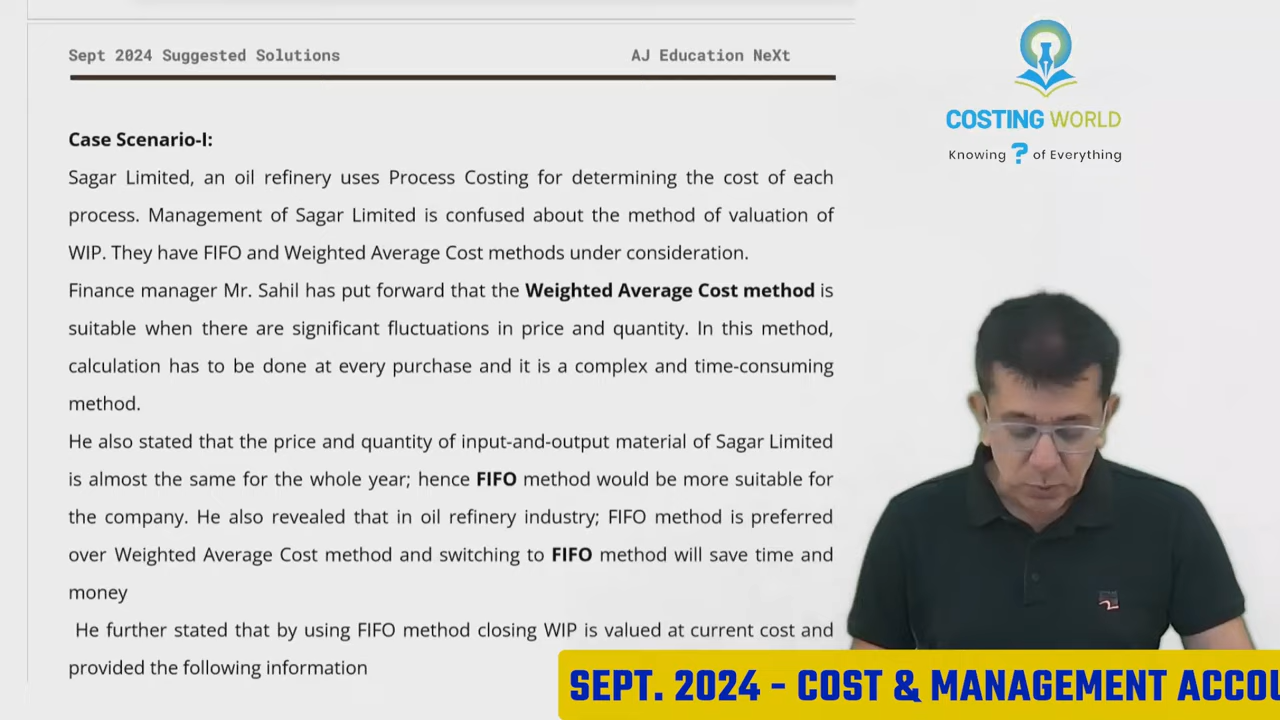 Sept 2024 Suggested Solutions
AJ Education NeXt
COSTING WORLD
Knowing ? of Everything
Case Scenario-I:
Sagar Limited, an oil refinery uses Process Costing for determining the cost of each
process. Management of Sagar Limited is confused about the method of valuation of
WIP. They have FIFO and Weighted Average Cost methods under consideration.
Finance manager Mr. Sahil has put forward that the Weighted Average Cost method is
suitable when there are significant fluctuations in price and quantity. In this method,
calculation has to be done at every purchase and it is a complex and time-consuming
method.
He also stated that the price and quantity of input-and-output material of Sagar Limited
is almost the same for the whole year; hence FIFO method would be more suitable for
the company. He also revealed that in oil refinery industry; FIFO method is preferred
over Weighted Average Cost method and switching to FIFO method will save time and
money
He further stated that by using FIFO method closing WIP is valued at current cost and
provided the following information
SEPT. 2024 - COST & MANAGEMENT ACCOU